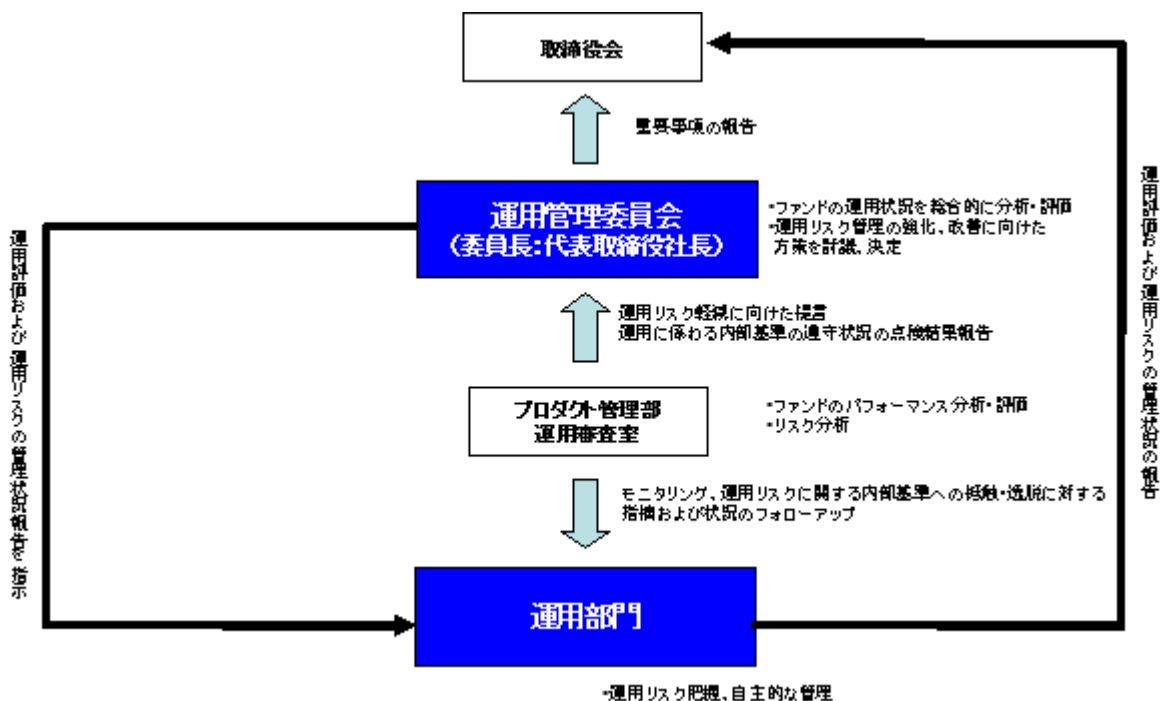 取締役会
重要事項の報告
運用管理委員会
（委員長：代表取締役社長）
・ファンドの運用状況を総合的に分析・評価
・運用リスク管理の強化、改善に向けた
方策を討議、決定
運用リスク軽減に向けた提言
運用に係わる内部基準の遵守状況の点検結果報告
プロダクト管理部
運用審査室
・ファンドのパフォーマンス分析・評価
・リスク分析
モニタリング、運用リスクに関する内部基準への抵触・逸脱に対する
指摘および状況のフォローアップ
運用部門
・運用リスク把握、自主的な管理
運用評価および運用リスクの管理状況報告を指示
運用評価および運用リスクの管理状況の報告